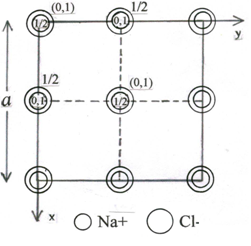 (0,1) 1/2
1/2 0,1 y
1/2 (0,1)
a
0,1 1/2
x Na+ Cl-